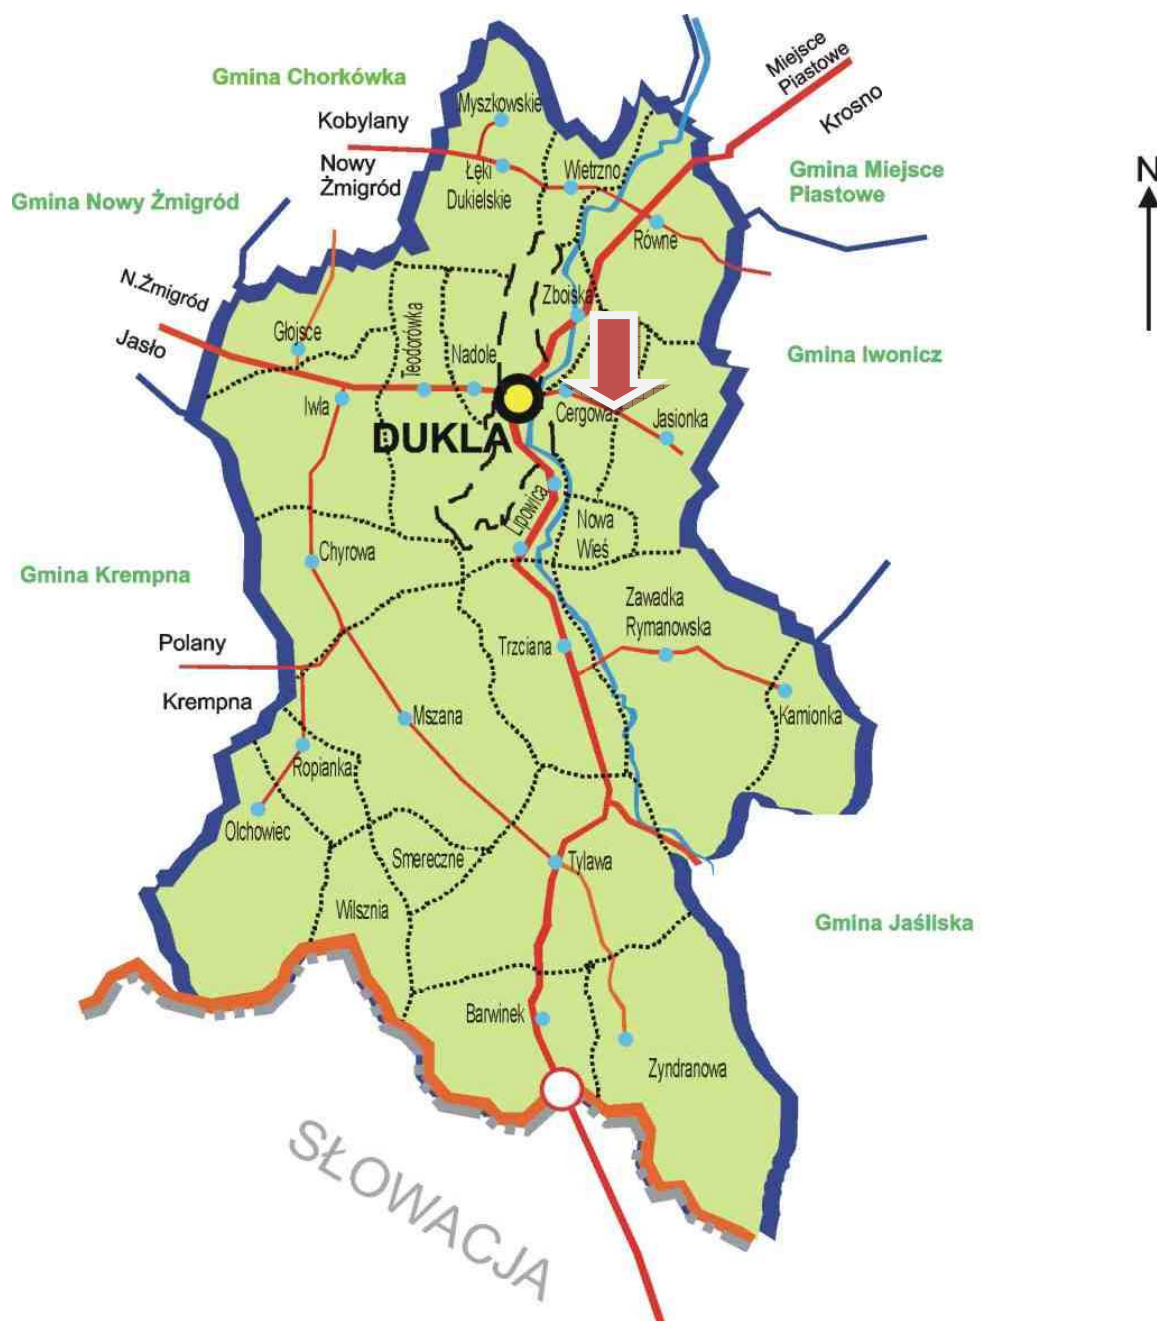 Gmina Chorkówka
Myszkowskie
Kobylany
Nowy
Żmigród
Łęki
Dukielskie
Wietrzno
Miejsce
Piastowe
Krosno
Gmina Miejsce
Piastowe
N
Gmina Nowy Żmigród
Równe
N.Żmigród
Jasło
Głojsce
Teodorówka
Nadole
Zboiska
Gmina Iwonicz
Iwla
DUKLA
Cergowa
Jasionka
Lipowica
Nowa
Wieś
Chyrowa
Gmina Krempna
Zawadka
Rymanowska
Polany
Krempna
Trzciana
Kamionka
Mszana
Ropianka
Olchowiec
Smereczne
Tylawa
Wilsznia
Gmina Jaśliska
Barwinek
Zyndranowa
SŁOWACJA